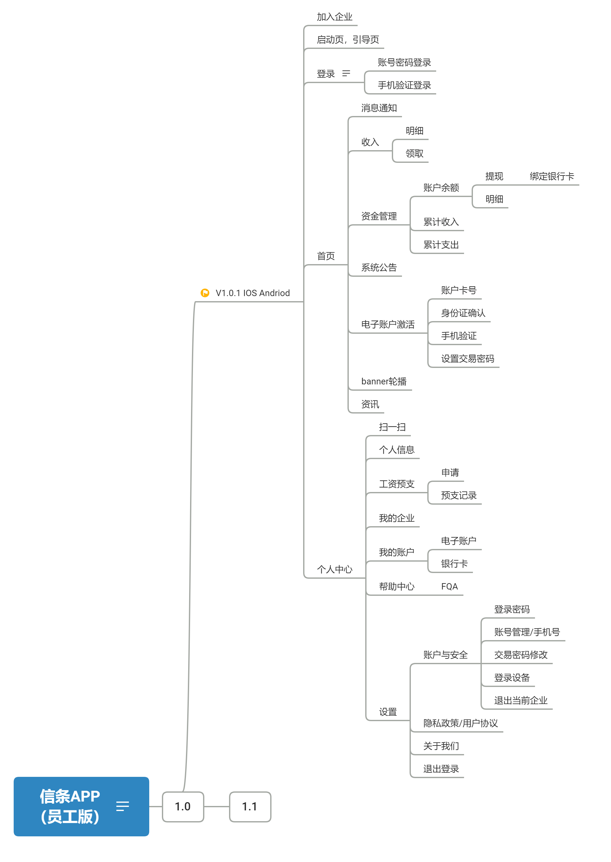 加入企业
启动页，引导页
登录
账号密码登录
手机验证登录
首页
消息通知
收入
明细
领取
资金管理
账户余额
提现
绑定银行卡
明细
累计收入
累计支出
系统公告
电子账户激活
账户卡号
身份证确认
手机验证
设置交易密码
banner轮播
资讯
V1.0.1 IOS Andriod
个人中心
扫一扫
个人信息
工资预支
申请
预支记录
我的企业
我的账户
电子账户
银行卡
帮助中心
FQA
设置
账户与安全
登录密码
账号管理/手机号
交易密码修改
登录设备
退出当前企业
隐私政策/用户协议
关于我们
退出登录
信条APP
(员工版)
1.0
1.1